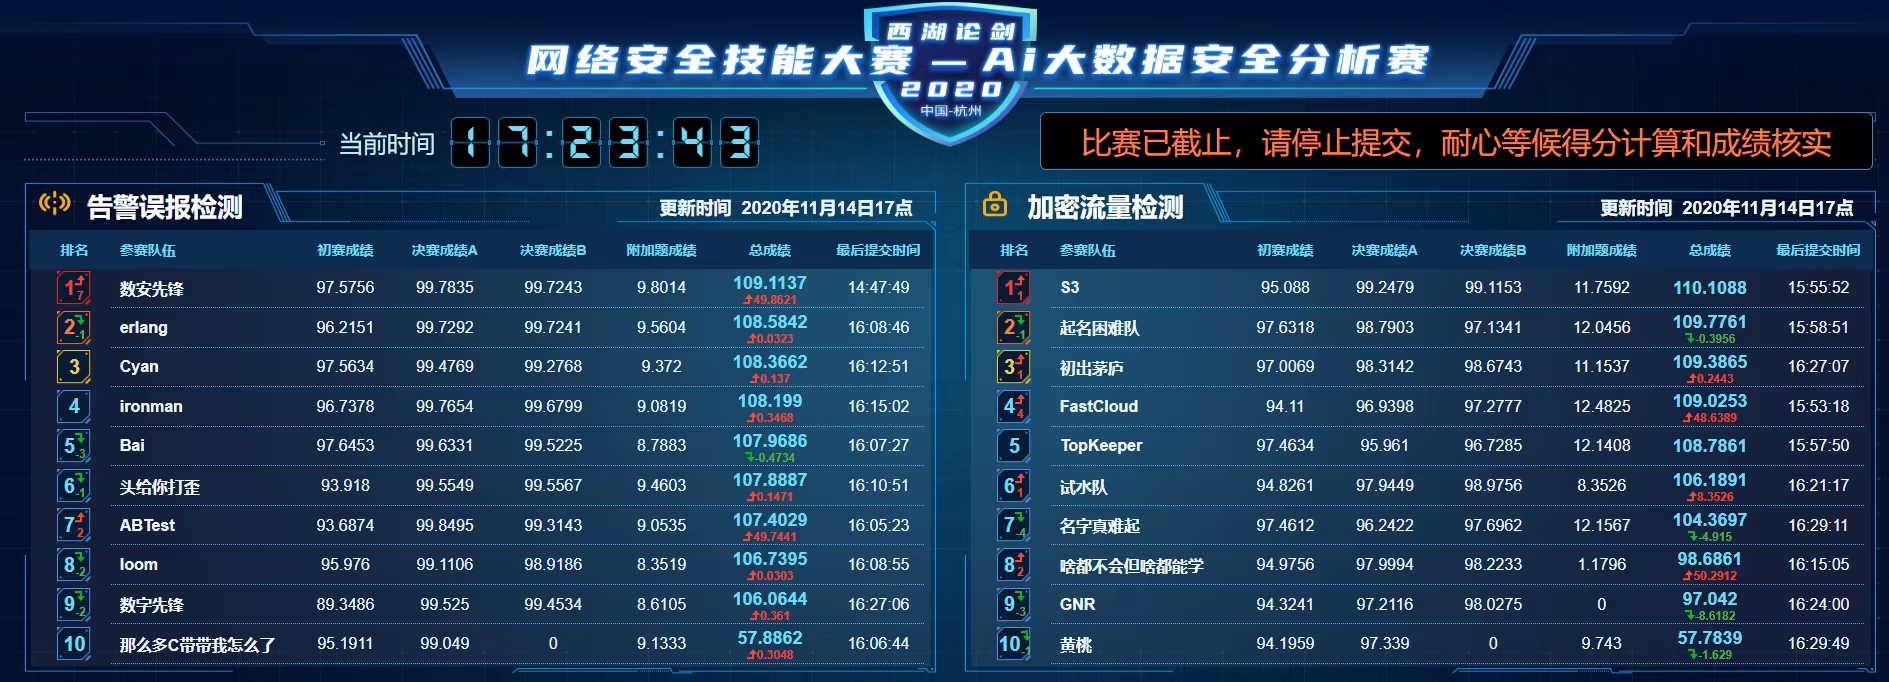 西湖论剑
网络安全技能大赛 — Ai大数据安全分析赛
2020
中国-杭州
当前时间 17:23:43
比赛已截止，请停止提交，耐心等候得分计算和成绩核实
告警误报检测
更新时间 2020年11月14日17点
排名 参赛队伍 初赛成绩 决赛成绩A 决赛成绩B 附加题成绩 总成绩 最后提交时间
1 7 数安先锋 97.5756 99.7835 99.7243 9.8014 109.1137 49.8621 14:47:49
2 -1 erlang 96.2151 99.7292 99.7241 9.5604 108.5842 0.0323 16:08:46
3 Cyan 97.5634 99.4769 99.2768 9.372 108.3662 0.137 16:12:51
4 ironman 96.7378 99.7654 99.6799 9.0819 108.199 0.3468 16:15:02
5 -3 Bai 97.6453 99.6331 99.5225 8.7883 107.9686 -0.4734 16:07:27
6 -1 头给你打歪 93.918 99.5549 99.5567 9.4603 107.8887 0.1471 16:10:51
7 2 ABTest 93.6874 99.8495 99.3143 9.0535 107.4029 49.7441 16:05:23
8 -2 loom 95.976 99.1106 98.9186 8.3519 106.7395 0.0303 16:08:55
9 -2 数字先锋 89.3486 99.525 99.4534 8.6105 106.0644 0.361 16:27:06
10 那么多C带带我怎么了 95.1911 99.049 0 9.1333 57.8862 0.3048 16:06:44
加密流量检测
更新时间 2020年11月14日17点
排名 参赛队伍 初赛成绩 决赛成绩A 决赛成绩B 附加题成绩 总成绩 最后提交时间
1 1 S3 95.088 99.2479 99.1153 11.7592 110.1088 15:55:52
2 -1 起名困难队 97.6318 98.7903 97.1341 12.0456 109.7761 -0.3956 15:58:51
3 1 初出茅庐 97.0069 98.3142 98.6743 11.1537 109.3865 0.2443 16:27:07
4 4 FastCloud 94.11 96.9398 97.2777 12.4825 109.0253 48.6389 15:53:18
5 TopKeeper 97.4634 95.961 96.7285 12.1408 108.7861 15:57:50
6 1 试水队 94.8261 97.9449 98.9756 8.3526 106.1891 8.3526 16:21:17
7 -4 名字真难起 97.4612 96.2422 97.6962 12.1567 104.3697 -4.915 16:29:11
8 2 啥都不会但啥都能学 94.9756 97.9994 98.2233 1.1796 98.6861 50.2912 16:15:05
9 -3 GNR 94.3241 97.2116 98.0275 0 97.042 -8.6182 16:24:00
10 -1 黄桃 94.1959 97.339 0 9.743 57.7839 -1.629 16:29:49